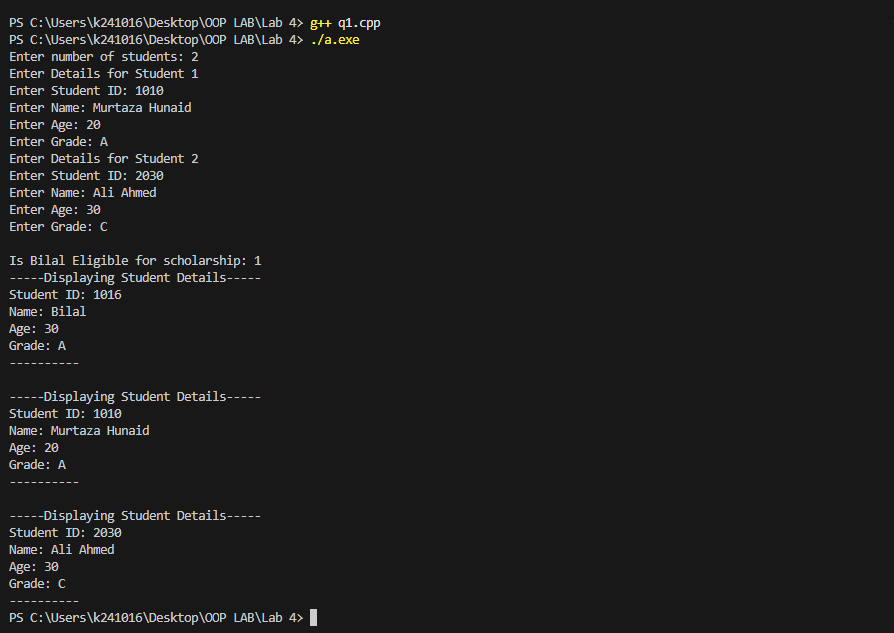 PS C:\Users\k241016\Desktop\OOP LAB\Lab 4> g++ q1.cpp
PS C:\Users\k241016\Desktop\OOP LAB\Lab 4> ./a.exe
Enter number of students: 2
Enter Details for Student 1
Enter Student ID: 1010
Enter Name: Murtaza Hunaid
Enter Age: 20
Enter Grade: A
Enter Details for Student 2
Enter Student ID: 2030
Enter Name: Ali Ahmed
Enter Age: 30
Enter Grade: C

Is Bilal Eligible for scholarship: 1
-----Displaying Student Details-----
Student ID: 1016
Name: Bilal
Age: 30
Grade: A
----------

-----Displaying Student Details-----
Student ID: 1010
Name: Murtaza Hunaid
Age: 20
Grade: A
----------

-----Displaying Student Details-----
Student ID: 2030
Name: Ali Ahmed
Age: 30
Grade: C
----------
PS C:\Users\k241016\Desktop\OOP LAB\Lab 4>